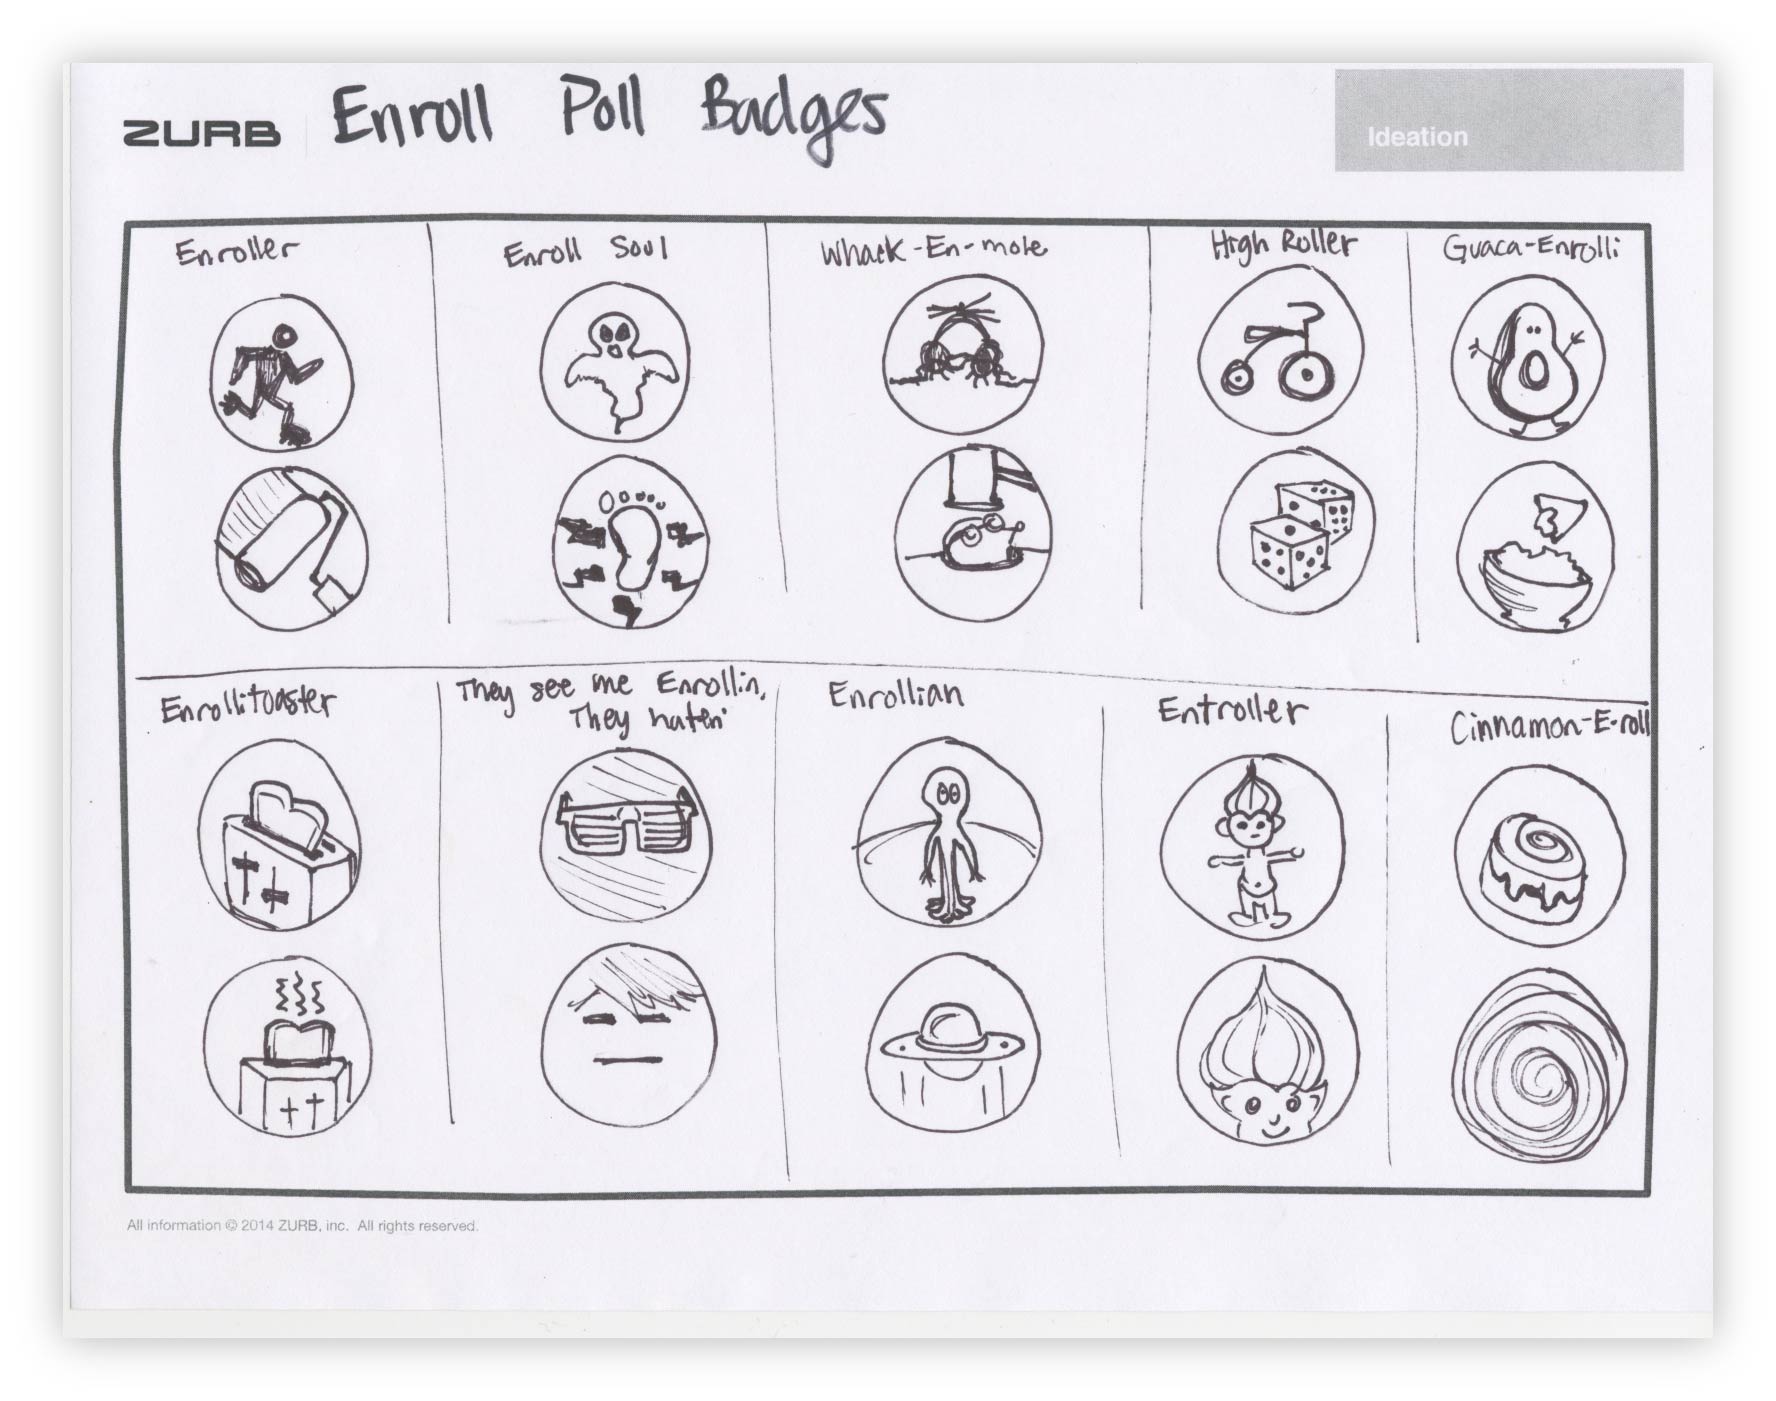 ZURB Enroll Poll Badges
Ideation
Enroller
Enroll Soul
Whack-En-mole
High Roller
Guaca-Enrolli
Enrollitoaster
They see me Enrollin,
They hatin'
Enrollian
Entroller
Cinnamon-E-roll
All information © 2014 ZURB, inc. All rights reserved.